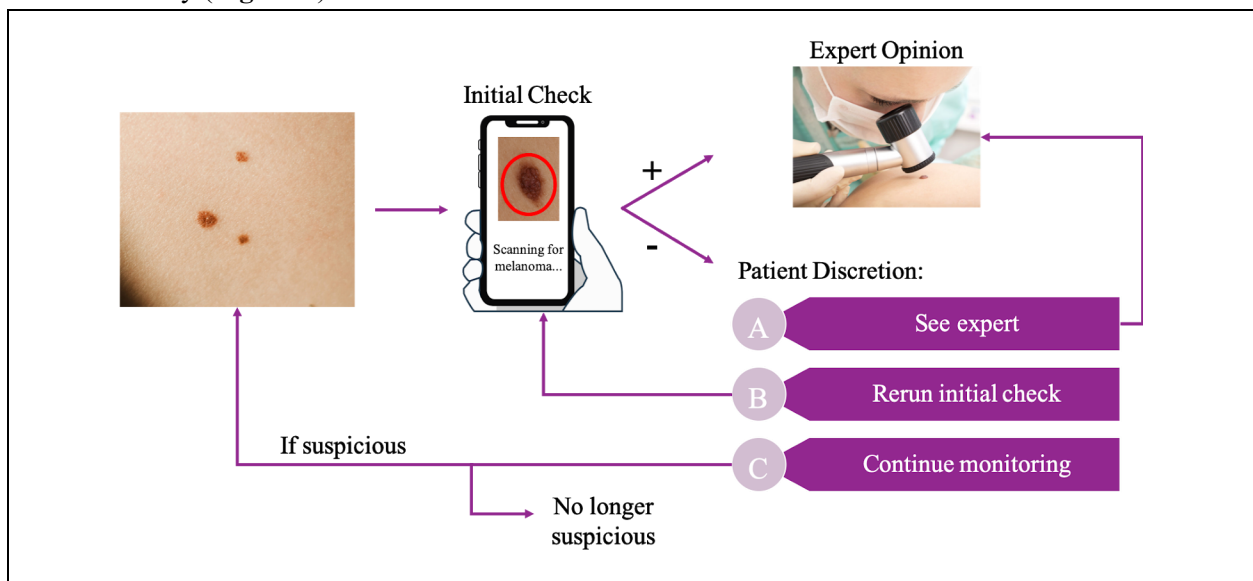 Expert Opinion
Initial Check
Scanning for
melanoma...
+
-
Patient Discretion:
A
See expert
B
Rerun initial check
C
Continue monitoring
If suspicious
No longer
suspicious